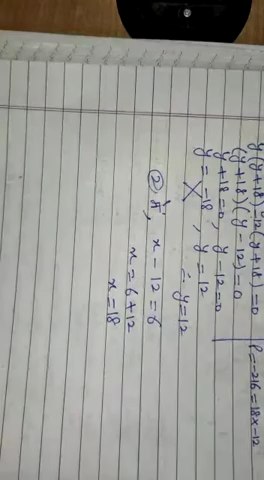 y(y+18)-12(y+18)=0
(y+18)(y-12)=0
y+18=0, y-12=0
y=-18, y=12
∴ y=12
② में, x-12=6
x=6+12
x=18
P=-216=18x-12